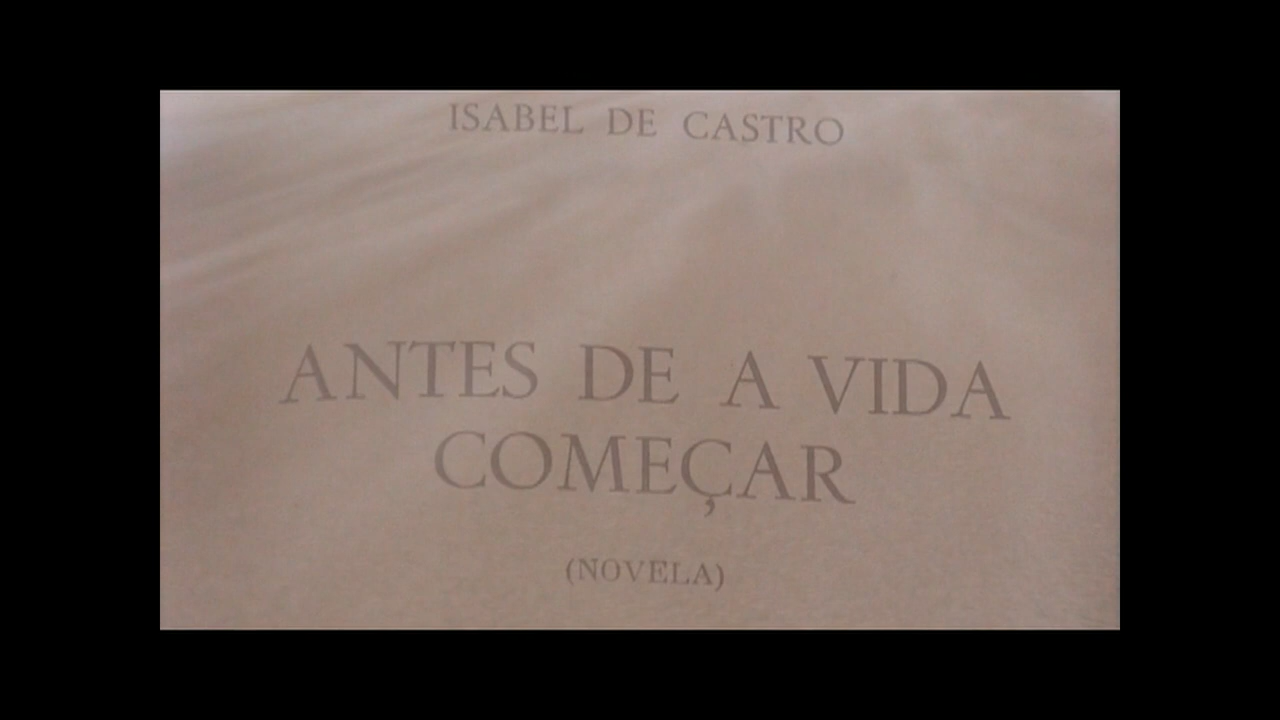 ISABEL DE CASTRO
ANTES DE A VIDA
COMEÇAR
(NOVELA)